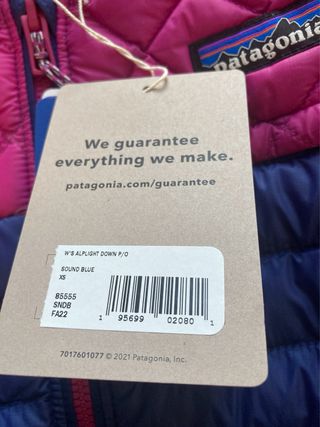 patagonia
We guarantee
everything we make.
patagonia.com/guarantee
W'S ALPLIGHT DOWN P/O
SOUND BLUE
XS
85555
SNDB
FA22
1 95699 02080 1
7017601077 © 2021 Patagonia, Inc.